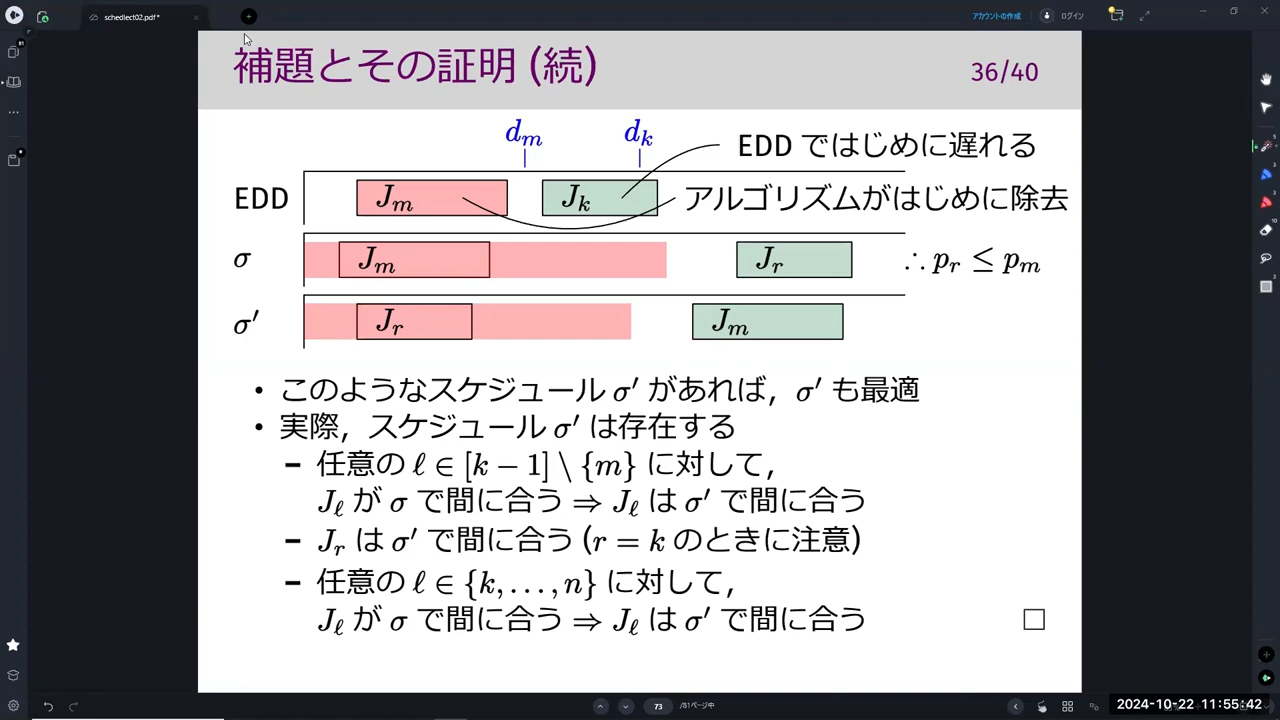 schedlect02.pdf*
アカウントの作成
ログイン
補題とその証明 (続)
36/40
d_m d_k
EDD ではじめに遅れる
EDD J_m J_k アルゴリズムがはじめに除去
σ J_m J_r ∴ p_r ≤ p_m
σ′ J_r J_m
• このようなスケジュール σ′ があれば，σ′ も最適
• 実際，スケジュール σ′ は存在する
– 任意の ℓ ∈ [k − 1] \ {m} に対して，
J_ℓ が σ で間に合う ⇒ J_ℓ は σ′ で間に合う
– J_r は σ′ で間に合う (r = k のときに注意)
– 任意の ℓ ∈ {k, . . . , n} に対して，
J_ℓ が σ で間に合う ⇒ J_ℓ は σ′ で間に合う
□
73 /81ページ中
2024-10-22 11:55:42